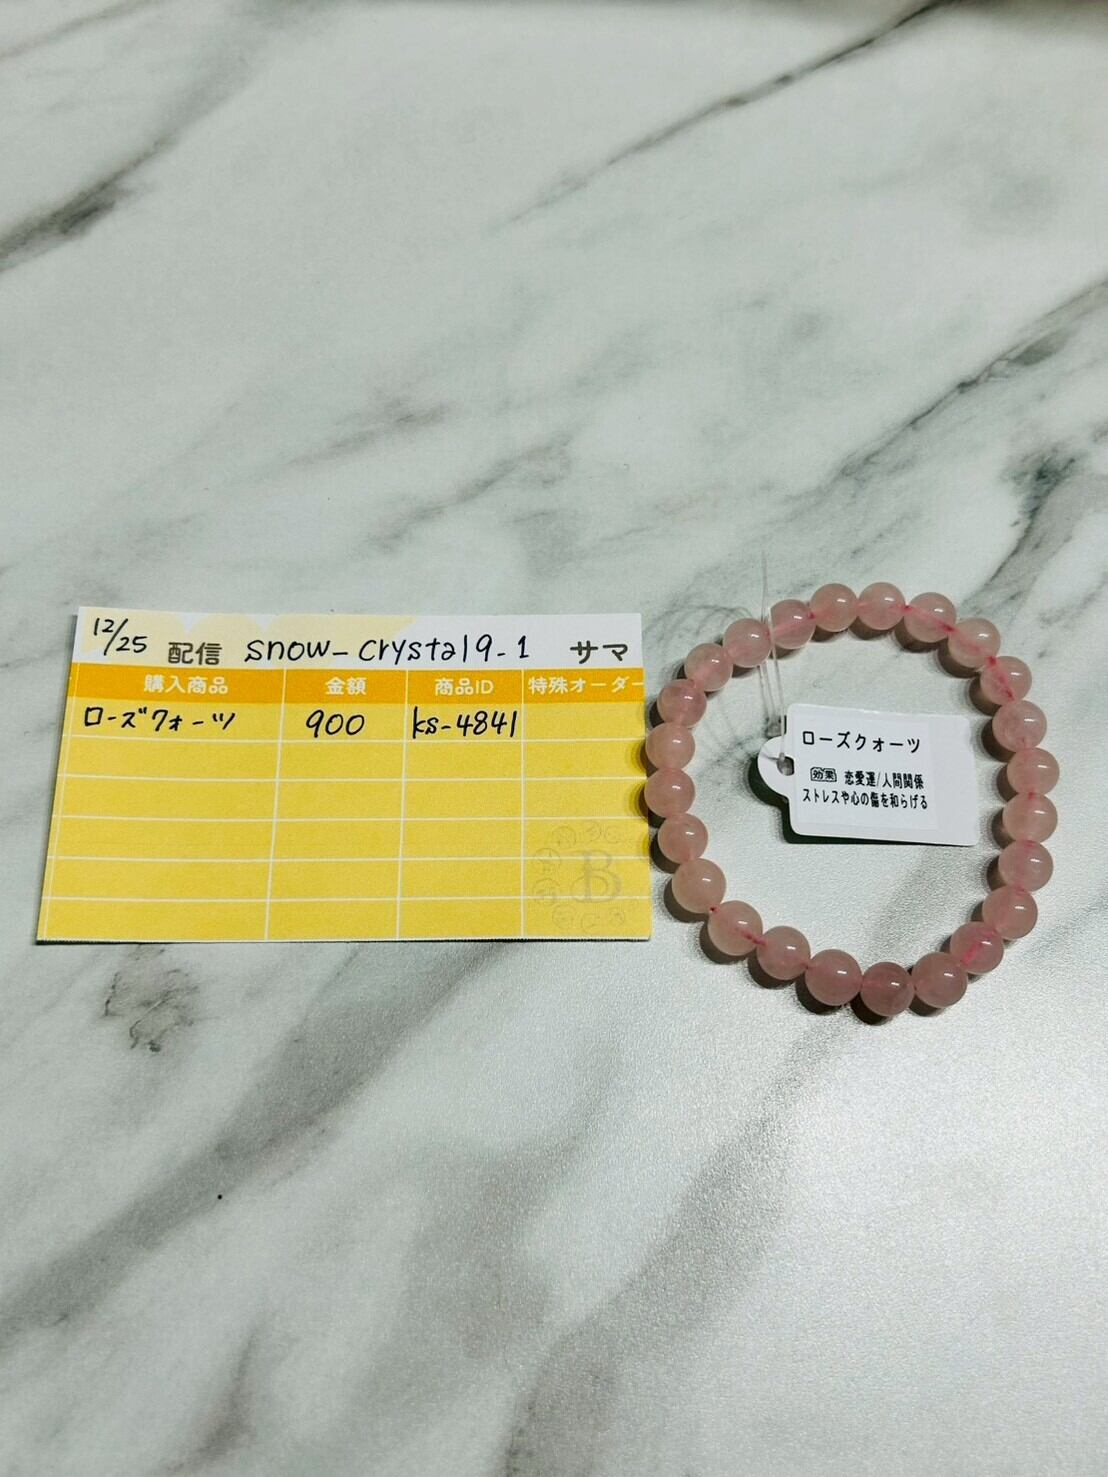 12/25 配信 snow_crystal9_1 サマ
購入商品 金額 商品ID 特殊オーダー
ローズクォーツ 900 ks-4841
B
ローズクォーツ
効果 恋愛運/人間関係
ストレスや心の傷を和らげる